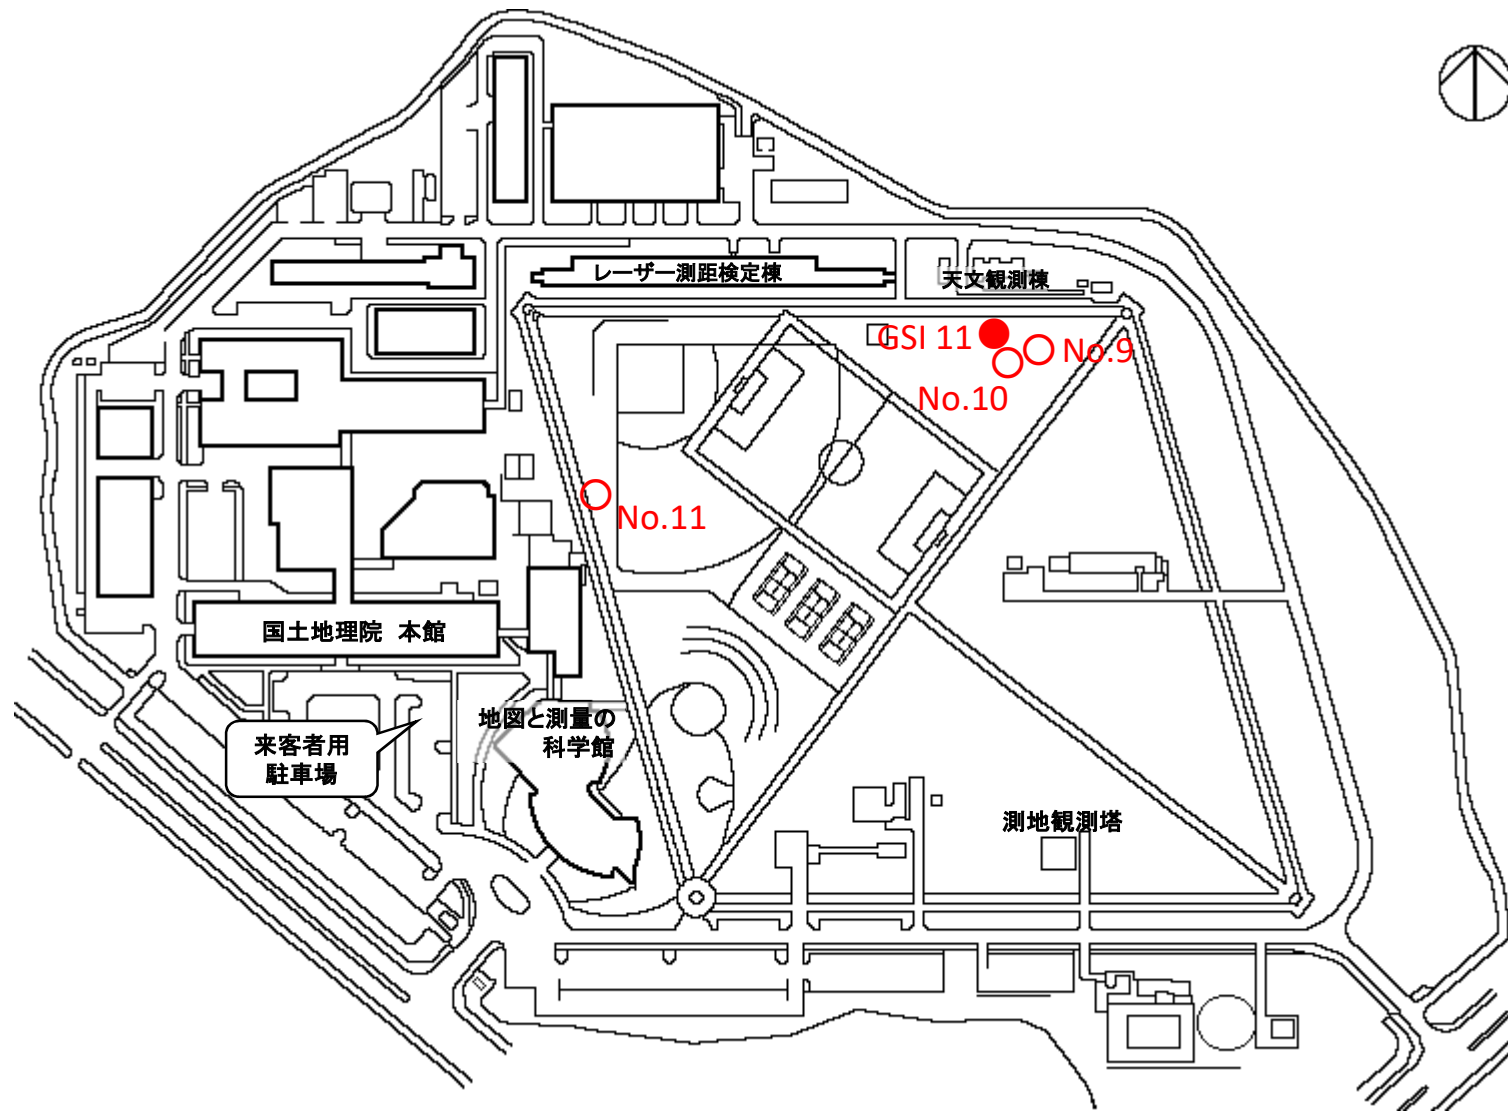 レーザー測距検定棟
天文観測棟
GSI 11
No.9
No.10
No.11
国土地理院 本館
地図と測量の
科学館
来客者用
駐車場
測地観測塔